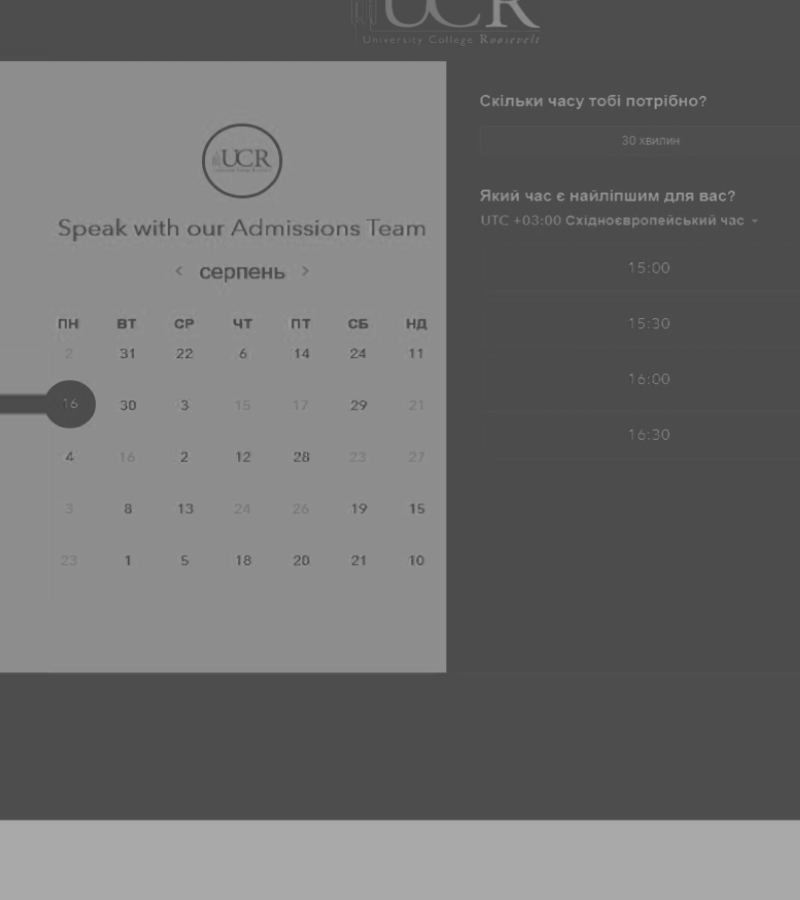 UCR
University College Roosevelt
UCR
Speak with our Admissions Team
< серпень >
ПН ВТ СР ЧТ ПТ СБ НД
2 31 22 6 14 24 11
16 30 3 15 17 29 21
4 16 2 12 28 23 27
3 8 13 24 26 19 15
23 1 5 18 20 21 10
Скільки часу тобі потрібно?
30 хвилин
Який час є найліпшим для вас?
UTC +03:00 Східноєвропейський час
15:00
15:30
16:00
16:30